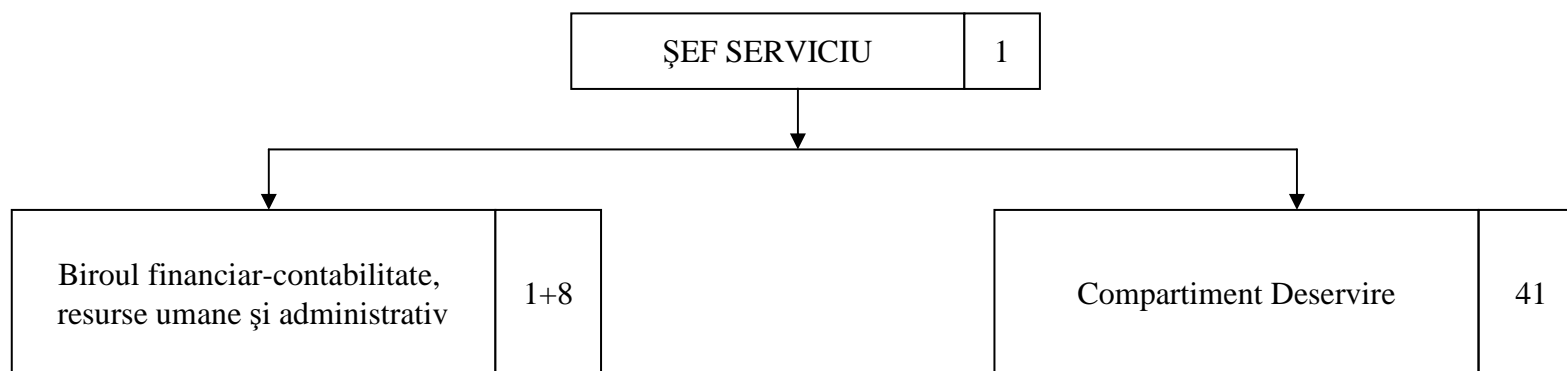 ŞEF SERVICIU
1
Biroul financiar-contabilitate,
resurse umane şi administrativ
1+8
Compartiment Deservire
41